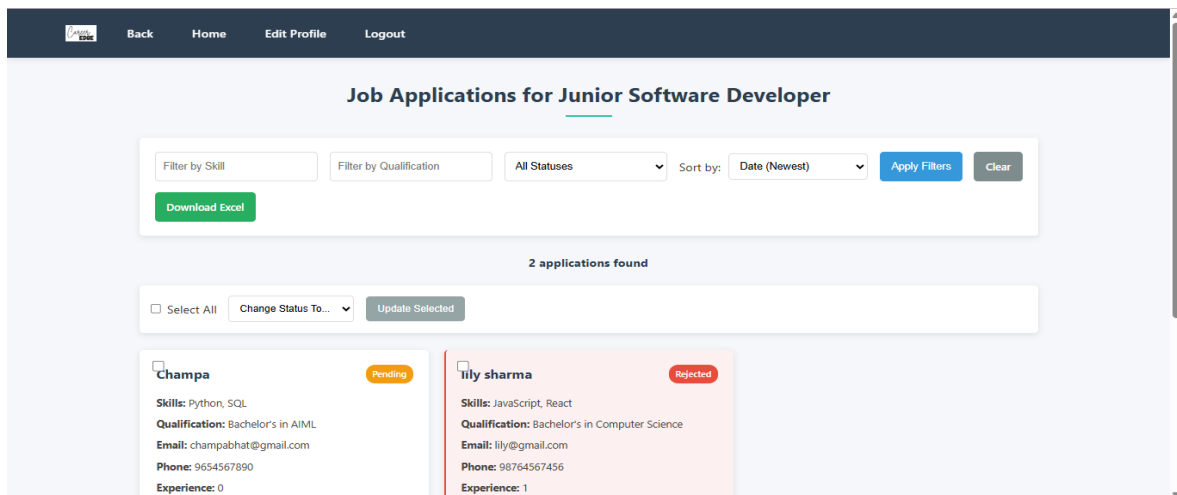 Career EDGE Back Home Edit Profile Logout
Job Applications for Junior Software Developer
Filter by Skill Filter by Qualification All Statuses Sort by: Date (Newest) Apply Filters Clear
Download Excel
2 applications found
Select All Change Status To... Update Selected
Champa Pending
Skills: Python, SQL
Qualification: Bachelor's in AIML
Email: champabhat@gmail.com
Phone: 9654567890
Experience: 0
lily sharma Rejected
Skills: JavaScript, React
Qualification: Bachelor's in Computer Science
Email: lily@gmail.com
Phone: 98764567456
Experience: 1